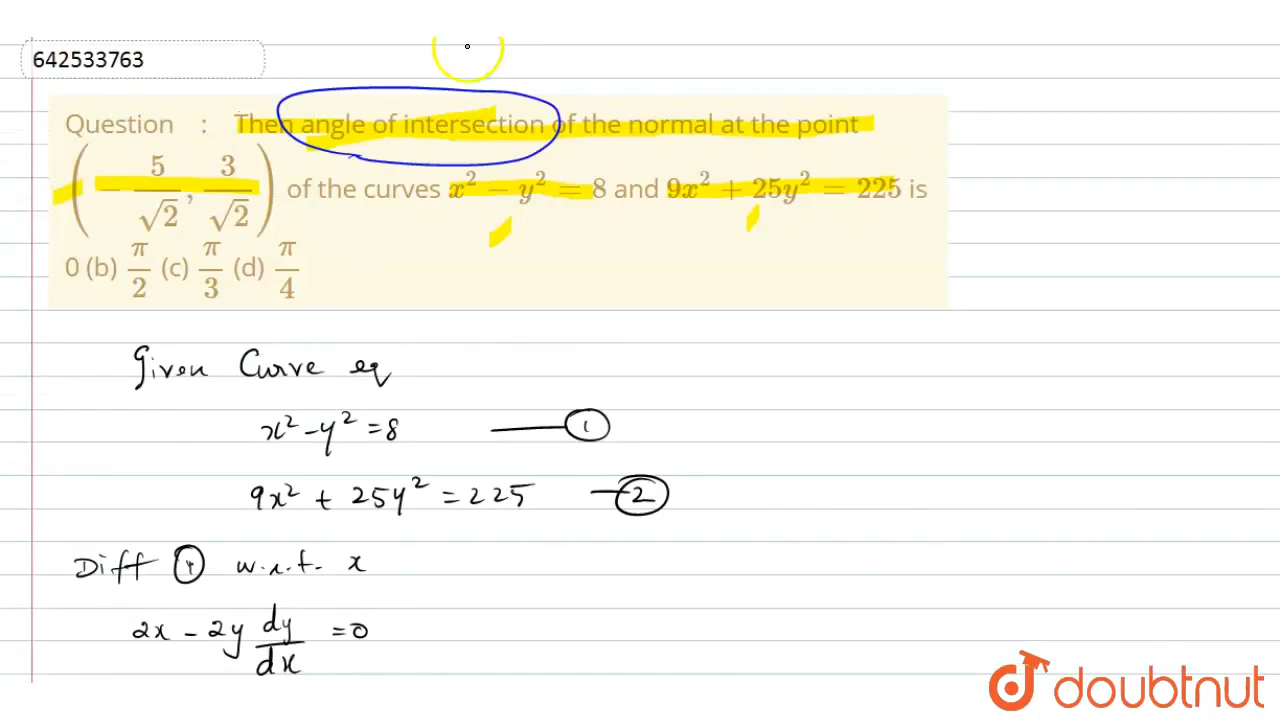 642533763
Question : Then angle of intersection of the normal at the point
(-5/√2, 3/√2) of the curves x² − y² = 8 and 9x² + 25y² = 225 is
0 (b) π/2 (c) π/3 (d) π/4
Given Curve eq
x² − y² = 8 —— 1
9x² + 25y² = 225 — 2
Diff 1 w.r.t. x
2x − 2y dy/dx = 0
doubtnut